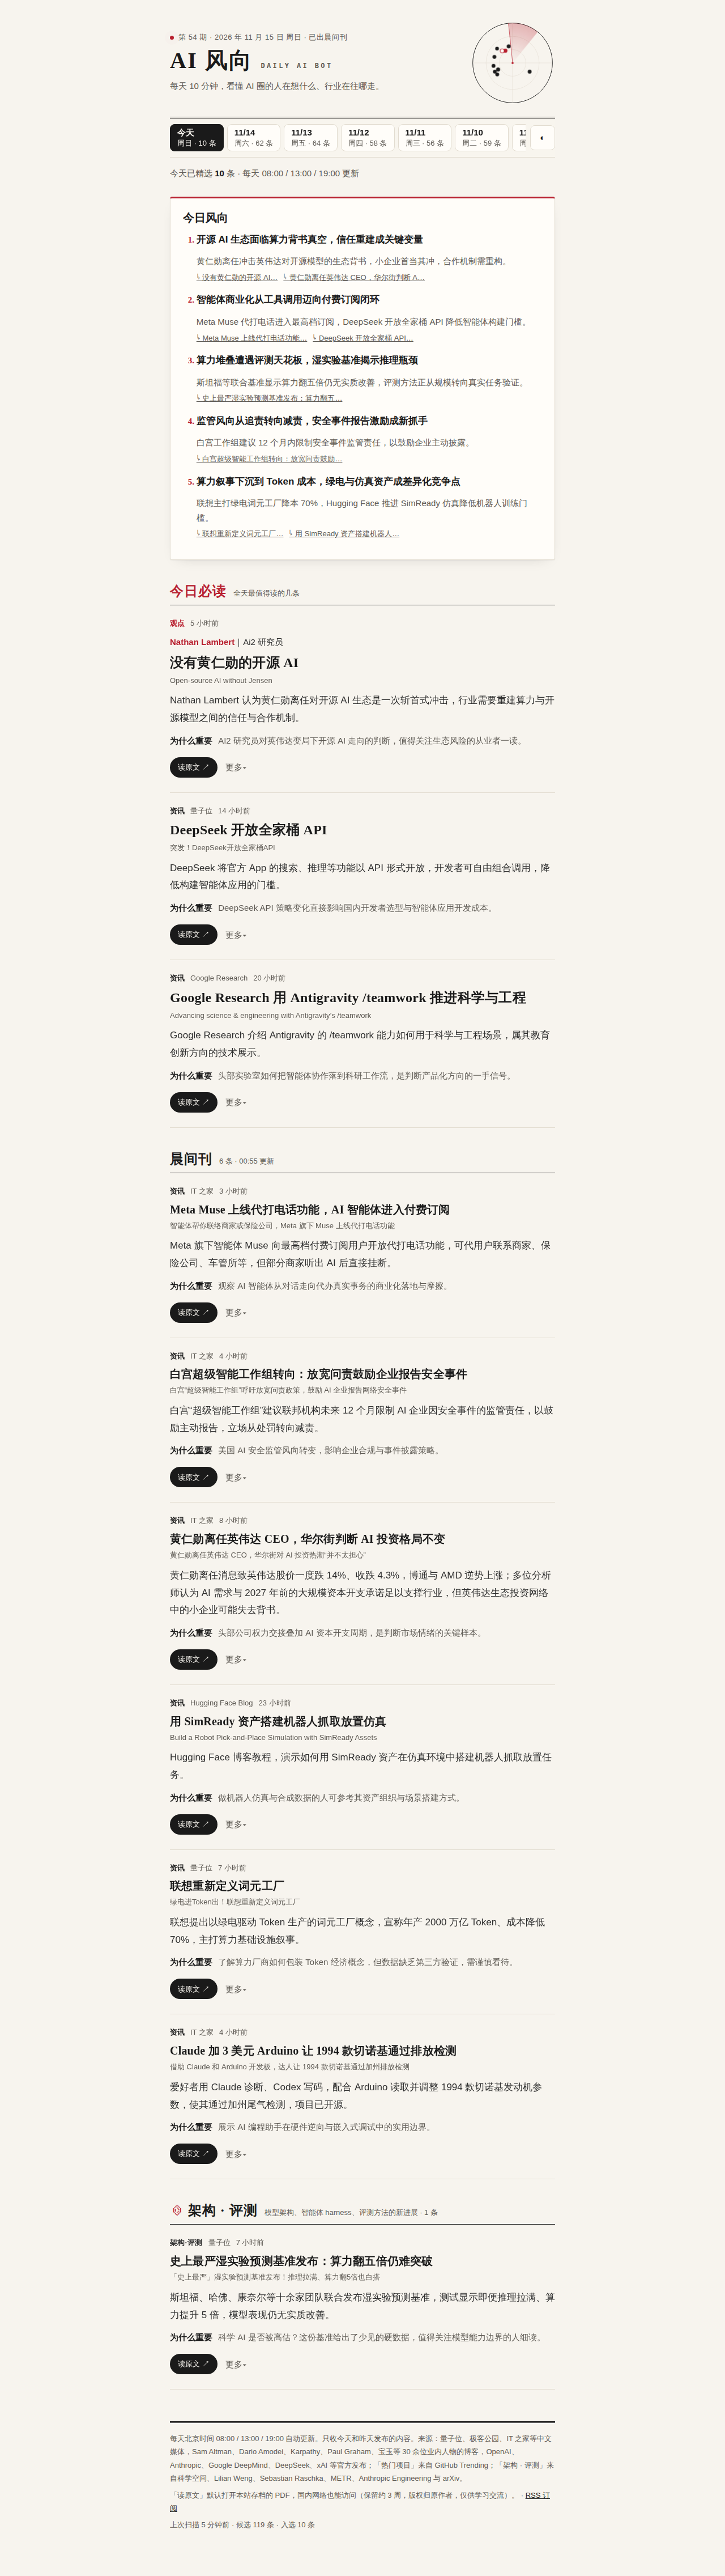 第 54 期 · 2026 年 11 月 15 日 周日 · 已出晨间刊
AI 风向 DAILY AI BOT
每天 10 分钟，看懂 AI 圈的人在想什么、行业在往哪走。
今天 11/14 11/13 11/12 11/11 11/10
周日 · 10 条 周六 · 62 条 周五 · 64 条 周四 · 58 条 周三 · 56 条 周二 · 59 条
今天已精选 10 条 · 每天 08:00 / 13:00 / 19:00 更新
今日风向
1. 开源 AI 生态面临算力背书真空，信任重建成关键变量
黄仁勋离任冲击英伟达对开源模型的生态背书，小企业首当其冲，合作机制需重构。
└ 没有黄仁勋的开源 AI… └ 黄仁勋离任英伟达 CEO，华尔街判断 A…
2. 智能体商业化从工具调用迈向付费订阅闭环
Meta Muse 代打电话进入最高档订阅，DeepSeek 开放全家桶 API 降低智能体构建门槛。
└ Meta Muse 上线代打电话功能… └ DeepSeek 开放全家桶 API…
3. 算力堆叠遭遇评测天花板，湿实验基准揭示推理瓶颈
斯坦福等联合基准显示算力翻五倍仍无实质改善，评测方法正从规模转向真实任务验证。
└ 史上最严湿实验预测基准发布：算力翻五…
4. 监管风向从追责转向减责，安全事件报告激励成新抓手
白宫工作组建议 12 个月内限制安全事件监管责任，以鼓励企业主动披露。
└ 白宫超级智能工作组转向：放宽问责鼓励…
5. 算力叙事下沉到 Token 成本，绿电与仿真资产成差异化竞争点
联想主打绿电词元工厂降本 70%，Hugging Face 推进 SimReady 仿真降低机器人训练门
槛。
└ 联想重新定义词元工厂… └ 用 SimReady 资产搭建机器人…
今日必读 全天最值得读的几条
观点 5 小时前
Nathan Lambert｜Ai2 研究员
没有黄仁勋的开源 AI
Open-source AI without Jensen
Nathan Lambert 认为黄仁勋离任对开源 AI 生态是一次斩首式冲击，行业需要重建算力与开
源模型之间的信任与合作机制。
为什么重要 AI2 研究员对英伟达变局下开源 AI 走向的判断，值得关注生态风险的从业者一读。
读原文 ↗ 更多
资讯 量子位 14 小时前
DeepSeek 开放全家桶 API
突发！DeepSeek开放全家桶API
DeepSeek 将官方 App 的搜索、推理等功能以 API 形式开放，开发者可自由组合调用，降
低构建智能体应用的门槛。
为什么重要 DeepSeek API 策略变化直接影响国内开发者选型与智能体应用开发成本。
读原文 ↗ 更多
资讯 Google Research 20 小时前
Google Research 用 Antigravity /teamwork 推进科学与工程
Advancing science & engineering with Antigravity's /teamwork
Google Research 介绍 Antigravity 的 /teamwork 能力如何用于科学与工程场景，属其教育
创新方向的技术展示。
为什么重要 头部实验室如何把智能体协作落到科研工作流，是判断产品化方向的一手信号。
读原文 ↗ 更多
晨间刊 6 条 · 00:55 更新
资讯 IT 之家 3 小时前
Meta Muse 上线代打电话功能，AI 智能体进入付费订阅
智能体帮你联络商家或保险公司，Meta 旗下 Muse 上线代打电话功能
Meta 旗下智能体 Muse 向最高档付费订阅用户开放代打电话功能，可代用户联系商家、保
险公司、车管所等，但部分商家听出 AI 后直接挂断。
为什么重要 观察 AI 智能体从对话走向代办真实事务的商业化落地与摩擦。
读原文 ↗ 更多
资讯 IT 之家 4 小时前
白宫超级智能工作组转向：放宽问责鼓励企业报告安全事件
白宫“超级智能工作组”呼吁放宽问责政策，鼓励 AI 企业报告网络安全事件
白宫“超级智能工作组”建议联邦机构未来 12 个月限制 AI 企业因安全事件的监管责任，以鼓
励主动报告，立场从处罚转向减责。
为什么重要 美国 AI 安全监管风向转变，影响企业合规与事件披露策略。
读原文 ↗ 更多
资讯 IT 之家 8 小时前
黄仁勋离任英伟达 CEO，华尔街判断 AI 投资格局不变
黄仁勋离任英伟达 CEO，华尔街对 AI 投资热潮“并不太担心”
黄仁勋离任消息致英伟达股价一度跌 14%、收跌 4.3%，博通与 AMD 逆势上涨；多位分析
师认为 AI 需求与 2027 年前的大规模资本开支承诺足以支撑行业，但英伟达生态投资网络
中的小企业可能失去背书。
为什么重要 头部公司权力交接叠加 AI 资本开支周期，是判断市场情绪的关键样本。
读原文 ↗ 更多
资讯 Hugging Face Blog 23 小时前
用 SimReady 资产搭建机器人抓取放置仿真
Build a Robot Pick-and-Place Simulation with SimReady Assets
Hugging Face 博客教程，演示如何用 SimReady 资产在仿真环境中搭建机器人抓取放置任
务。
为什么重要 做机器人仿真与合成数据的人可参考其资产组织与场景搭建方式。
读原文 ↗ 更多
资讯 量子位 7 小时前
联想重新定义词元工厂
绿电进Token出！联想重新定义词元工厂
联想提出以绿电驱动 Token 生产的词元工厂概念，宣称年产 2000 万亿 Token、成本降低
70%，主打算力基础设施叙事。
为什么重要 了解算力厂商如何包装 Token 经济概念，但数据缺乏第三方验证，需谨慎看待。
读原文 ↗ 更多
资讯 IT 之家 4 小时前
Claude 加 3 美元 Arduino 让 1994 款切诺基通过排放检测
借助 Claude 和 Arduino 开发板，达人让 1994 款切诺基通过加州排放检测
爱好者用 Claude 诊断、Codex 写码，配合 Arduino 读取并调整 1994 款切诺基发动机参
数，使其通过加州尾气检测，项目已开源。
为什么重要 展示 AI 编程助手在硬件逆向与嵌入式调试中的实用边界。
读原文 ↗ 更多
架构 · 评测 模型架构、智能体 harness、评测方法的新进展 · 1 条
架构·评测 量子位 7 小时前
史上最严湿实验预测基准发布：算力翻五倍仍难突破
「史上最严」湿实验预测基准发布！推理拉满、算力翻5倍也白搭
斯坦福、哈佛、康奈尔等十余家团队联合发布湿实验预测基准，测试显示即便推理拉满、算
力提升 5 倍，模型表现仍无实质改善。
为什么重要 科学 AI 是否被高估？这份基准给出了少见的硬数据，值得关注模型能力边界的人细读。
读原文 ↗ 更多
每天北京时间 08:00 / 13:00 / 19:00 自动更新。只收今天和昨天发布的内容。来源：量子位、极客公园、IT 之家等中文
媒体，Sam Altman、Dario Amodei、Karpathy、Paul Graham、宝玉等 30 余位业内人物的博客，OpenAI、
Anthropic、Google DeepMind、DeepSeek、xAI 等官方发布；「热门项目」来自 GitHub Trending；「架构 · 评测」来
自科学空间、Lilian Weng、Sebastian Raschka、METR、Anthropic Engineering 与 arXiv。
「读原文」默认打开本站存档的 PDF，国内网络也能访问（保留约 3 周，版权归原作者，仅供学习交流）。 · RSS 订
阅
上次扫描 5 分钟前 · 候选 119 条 · 入选 10 条